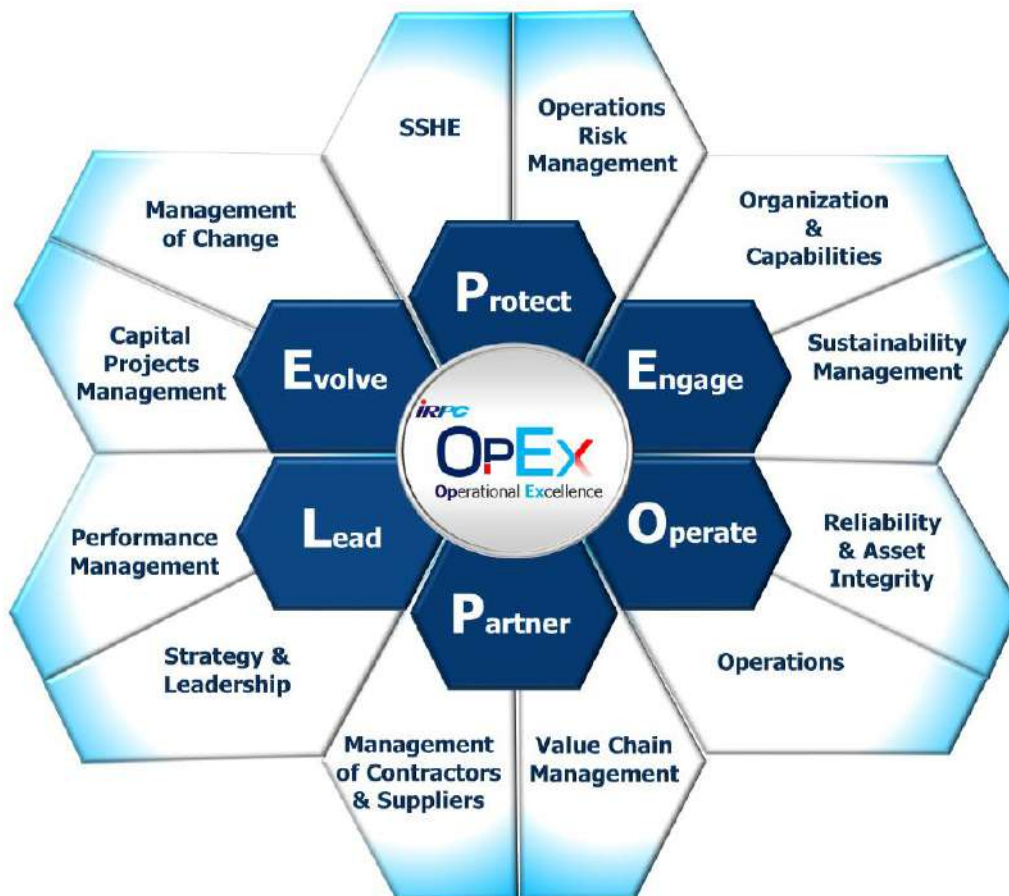 SSHE
Operations
Risk
Management
Management
of Change
Organization
&
Capabilities
Protect
Capital
Projects
Management
Evolve
Engage
Sustainability
Management
iRPC
OpEx
Operational Excellence
Performance
Management
Lead
Operate
Reliability
& Asset
Integrity
Partner
Strategy &
Leadership
Operations
Management
of Contractors
& Suppliers
Value Chain
Management